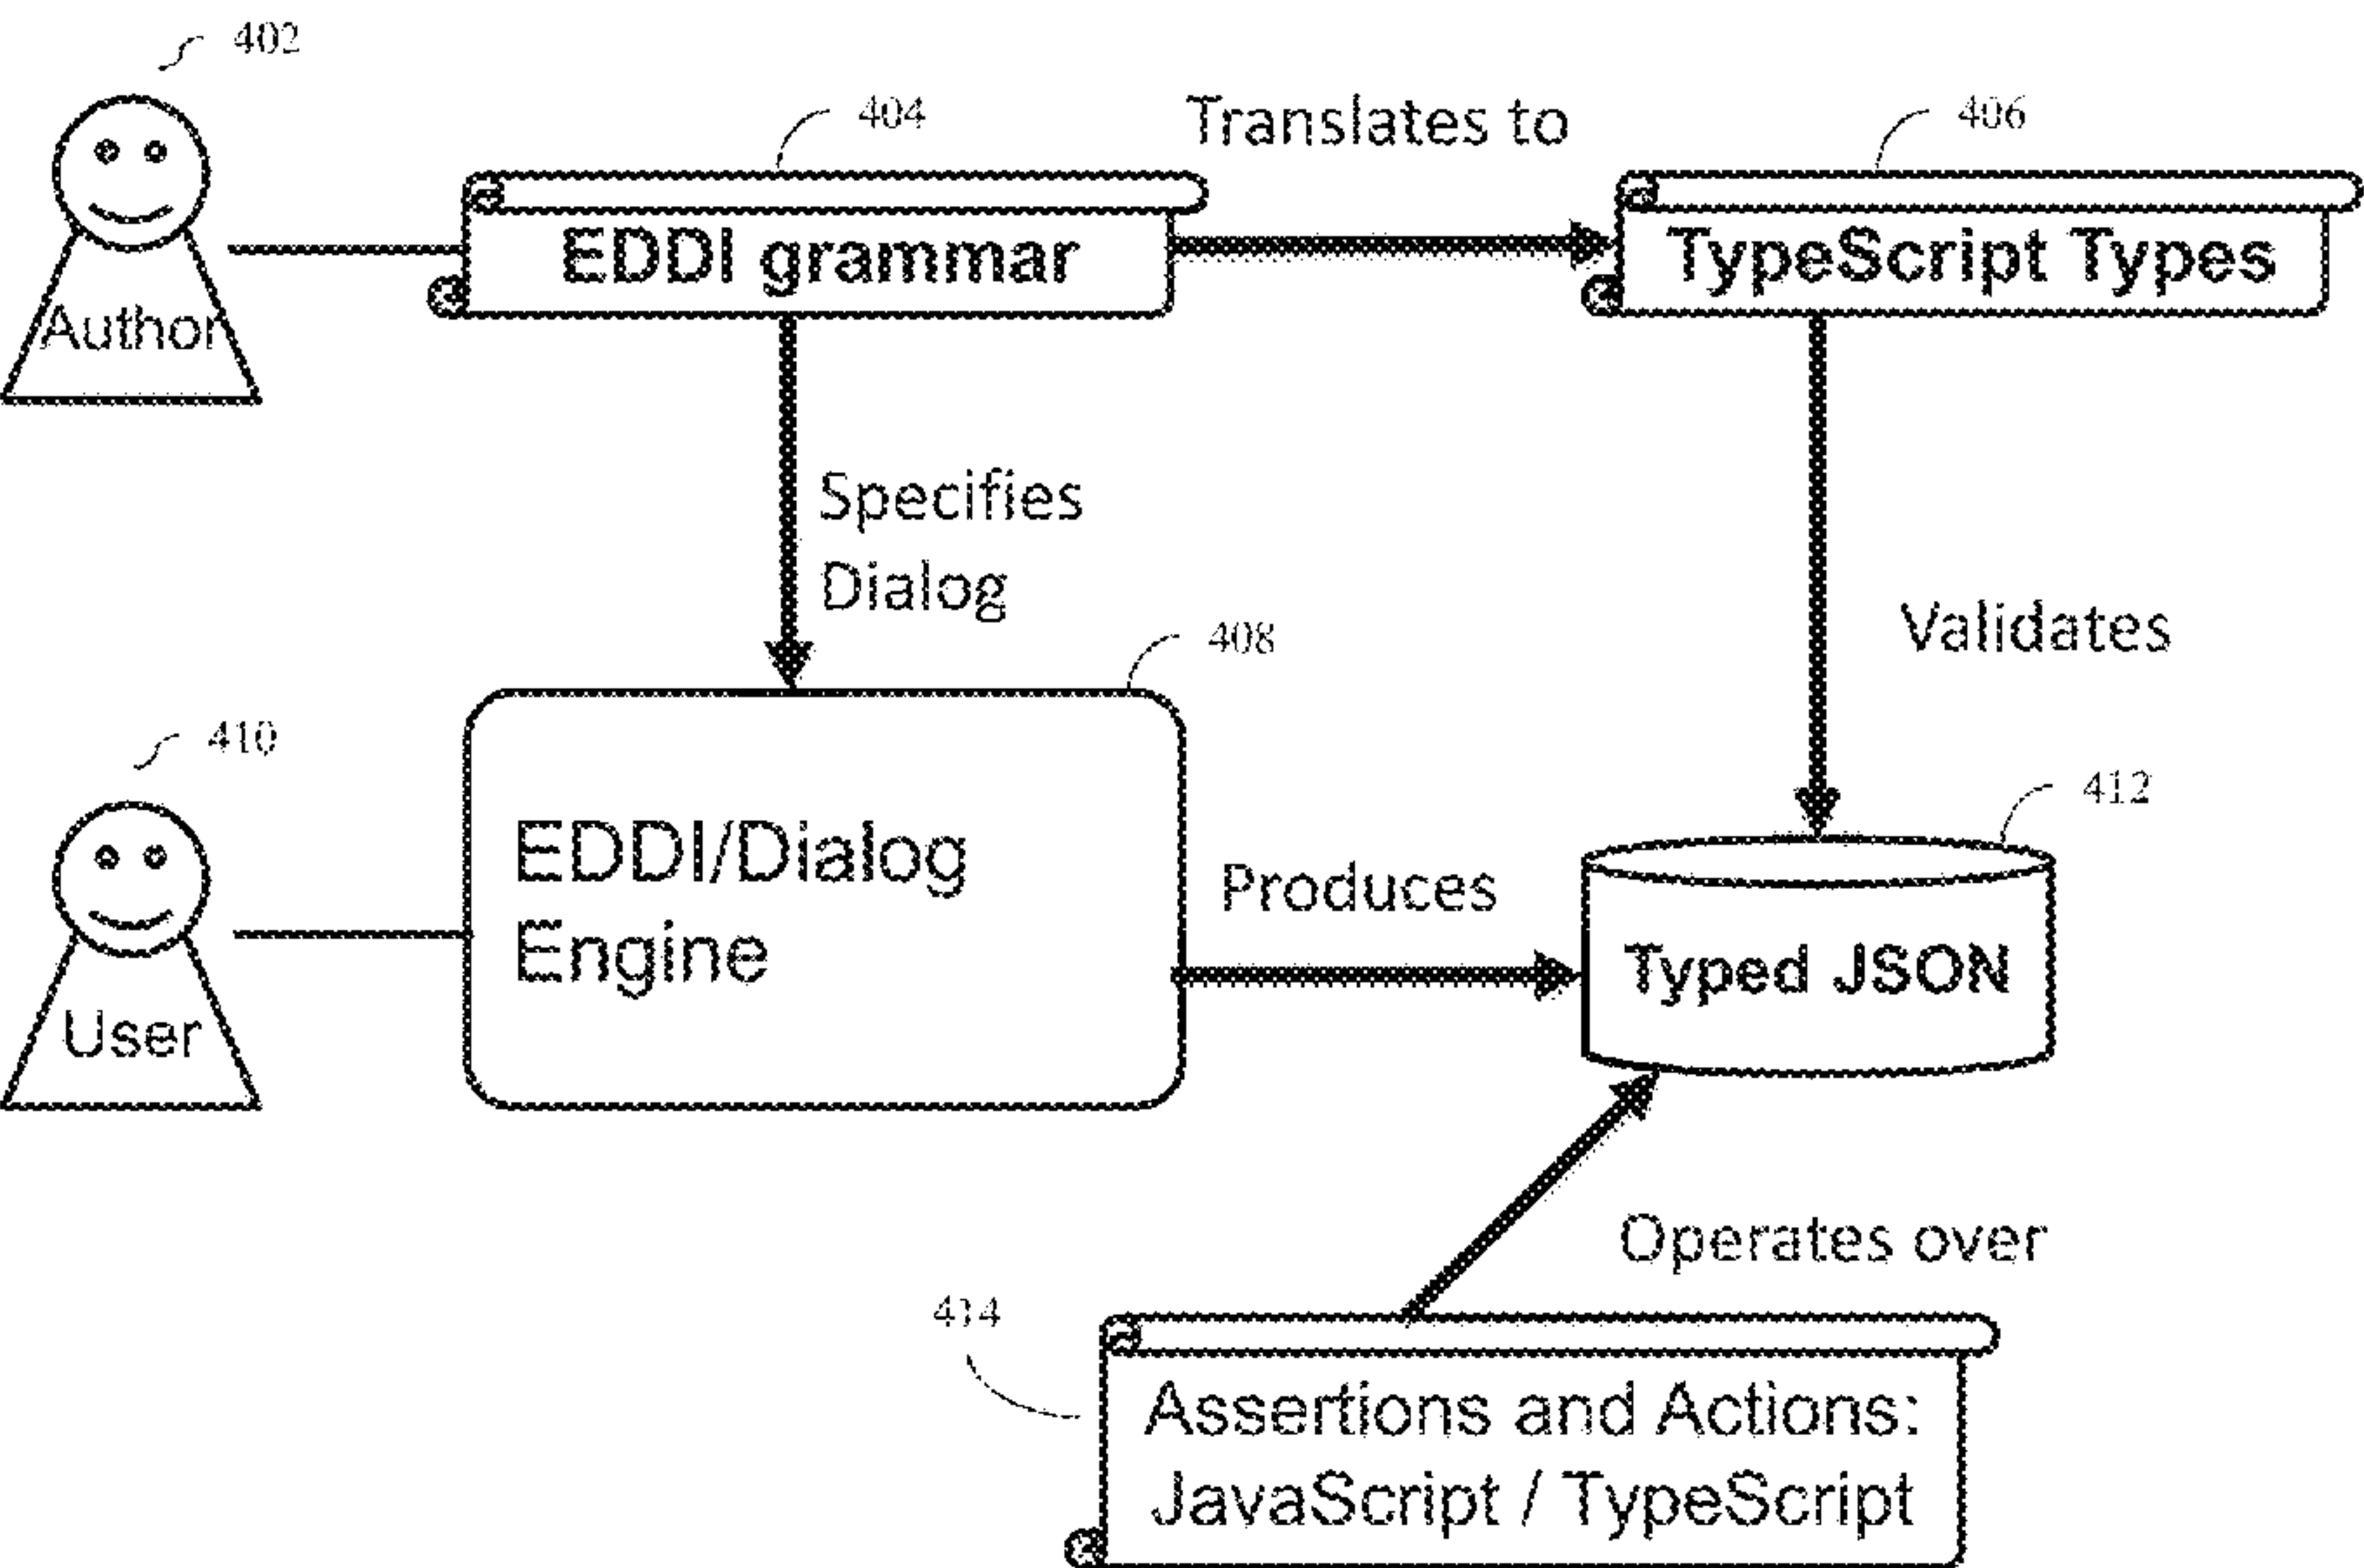 402
404
Translates to
406
EDDI grammar
TypeScript Types
Author
Specifies
Dialog
408
Validates
410
412
EDDI/Dialog
Engine
Produces
Typed JSON
User
Operates over
414
Assertions and Actions:
JavaScript / TypeScript